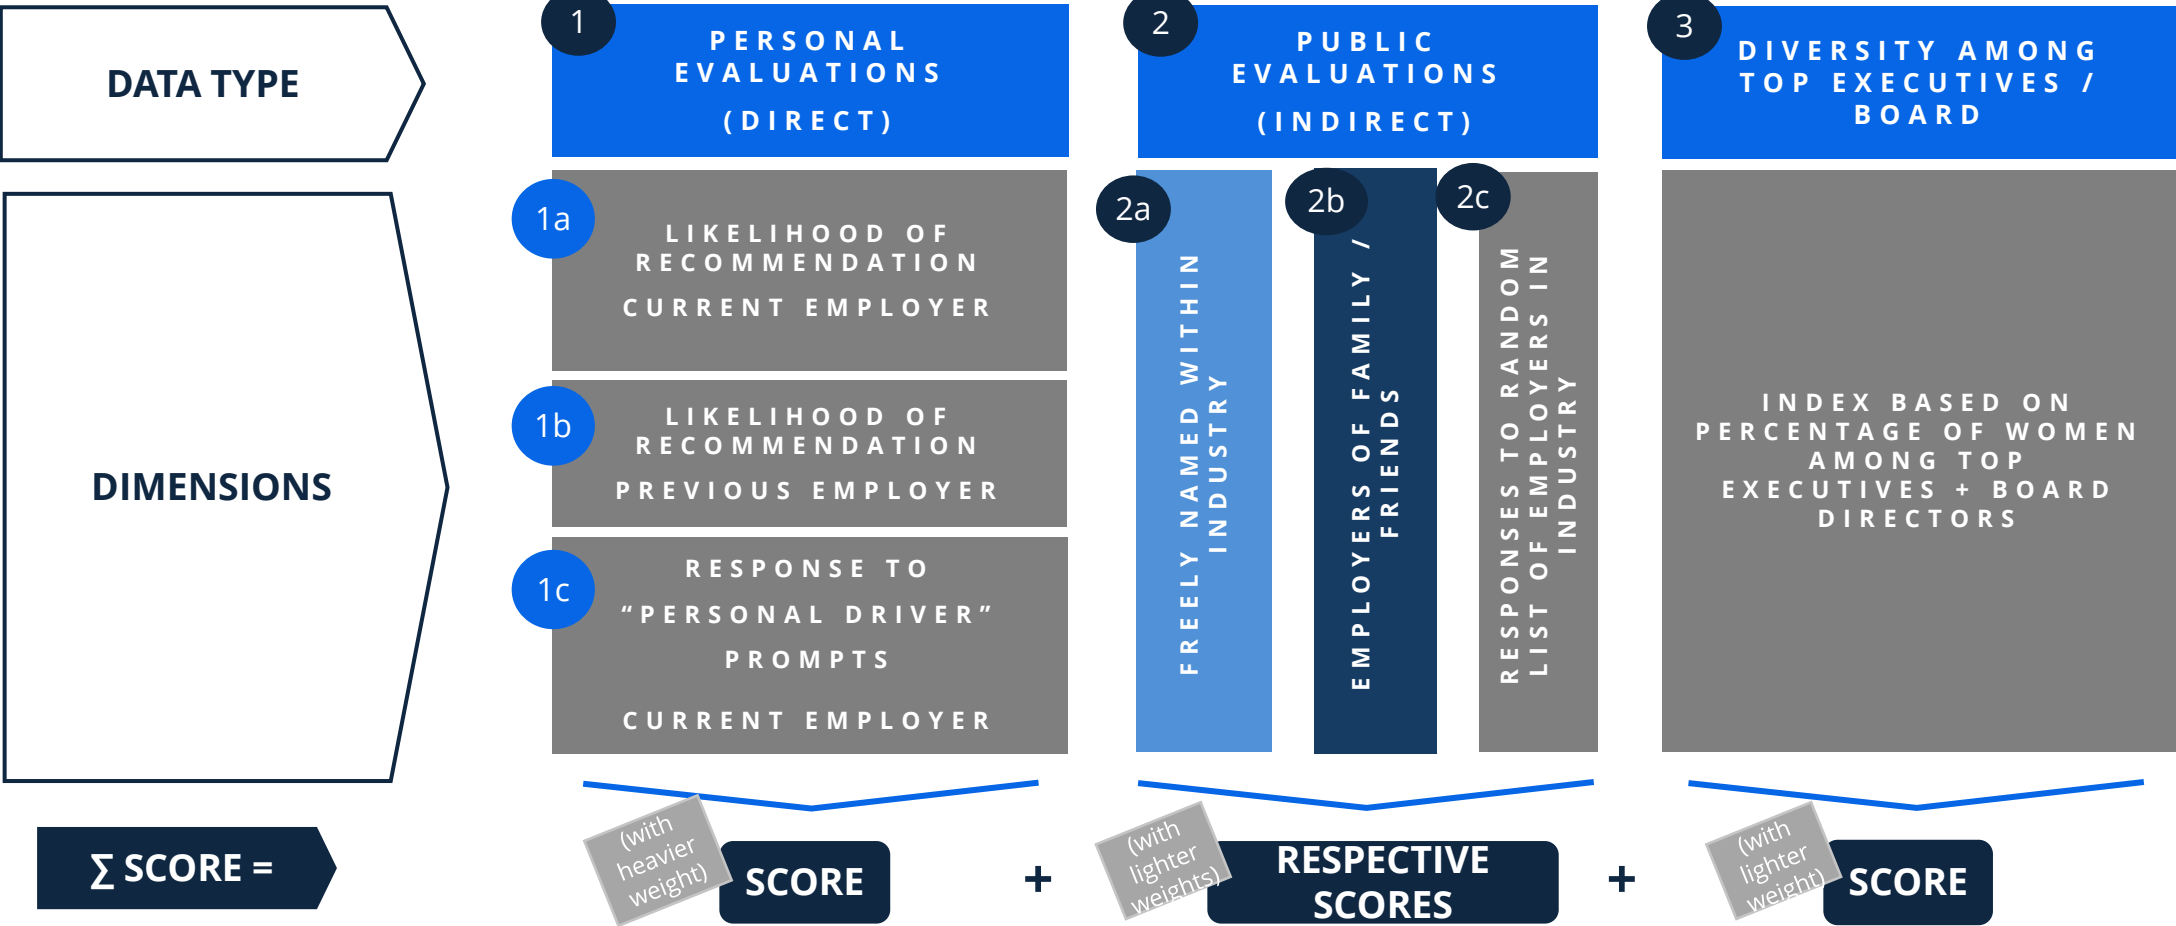 DATA TYPE
1
PERSONAL
EVALUATIONS
(DIRECT)
2
PUBLIC
EVALUATIONS
(INDIRECT)
3
DIVERSITY AMONG
TOP EXECUTIVES /
BOARD
DIMENSIONS
1a
LIKELIHOOD OF
RECOMMENDATION
CURRENT EMPLOYER
1b
LIKELIHOOD OF
RECOMMENDATION
PREVIOUS EMPLOYER
1c
RESPONSE TO
“PERSONAL DRIVER”
PROMPTS
CURRENT EMPLOYER
2a
FREELY NAMED WITHIN
INDUSTRY
2b
EMPLOYERS OF FAMILY /
FRIENDS
2c
RESPONSES TO RANDOM
LIST OF EMPLOYERS IN
INDUSTRY
INDEX BASED ON
PERCENTAGE OF WOMEN
AMONG TOP
EXECUTIVES + BOARD
DIRECTORS
∑ SCORE =
(with
heavier
weight)
SCORE
+
(with
lighter
weights)
RESPECTIVE
SCORES
+
(with
lighter
weight)
SCORE